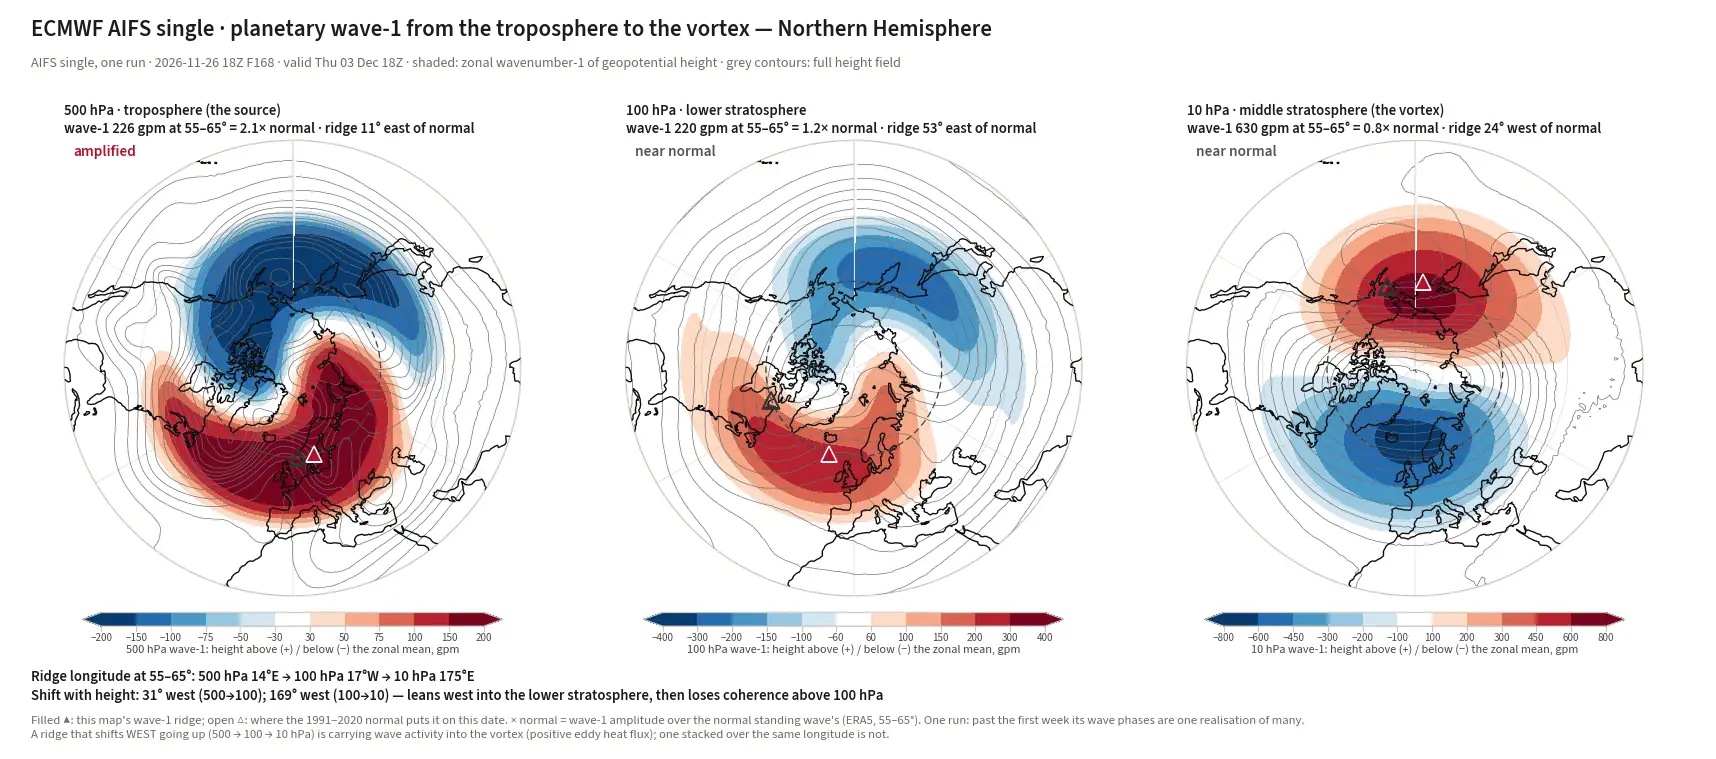 ECMWF AIFS single · planetary wave-1 from the troposphere to the vortex — Northern Hemisphere
AIFS single, one run · 2026-11-26 18Z F168 · valid Thu 03 Dec 18Z · shaded: zonal wavenumber-1 of geopotential height · grey contours: full height field
500 hPa · troposphere (the source)
wave-1 226 gpm at 55–65° = 2.1× normal · ridge 11° east of normal
amplified
100 hPa · lower stratosphere
wave-1 220 gpm at 55–65° = 1.2× normal · ridge 53° east of normal
near normal
10 hPa · middle stratosphere (the vortex)
wave-1 630 gpm at 55–65° = 0.8× normal · ridge 24° west of normal
near normal
−200 −150 −100 −75 −50 −30 30 50 75 100 150 200
500 hPa wave-1: height above (+) / below (−) the zonal mean, gpm
−400 −300 −200 −150 −100 −60 60 100 150 200 300 400
100 hPa wave-1: height above (+) / below (−) the zonal mean, gpm
−800 −600 −450 −300 −200 −100 100 200 300 450 600 800
10 hPa wave-1: height above (+) / below (−) the zonal mean, gpm
Ridge longitude at 55–65°: 500 hPa 14°E → 100 hPa 17°W → 10 hPa 175°E
Shift with height: 31° west (500→100); 169° west (100→10) — leans west into the lower stratosphere, then loses coherence above 100 hPa
Filled ▲: this map's wave-1 ridge; open △: where the 1991–2020 normal puts it on this date. × normal = wave-1 amplitude over the normal standing wave's (ERA5, 55–65°). One run: past the first week its wave phases are one realisation of many.
A ridge that shifts WEST going up (500 → 100 → 10 hPa) is carrying wave activity into the vortex (positive eddy heat flux); one stacked over the same longitude is not.